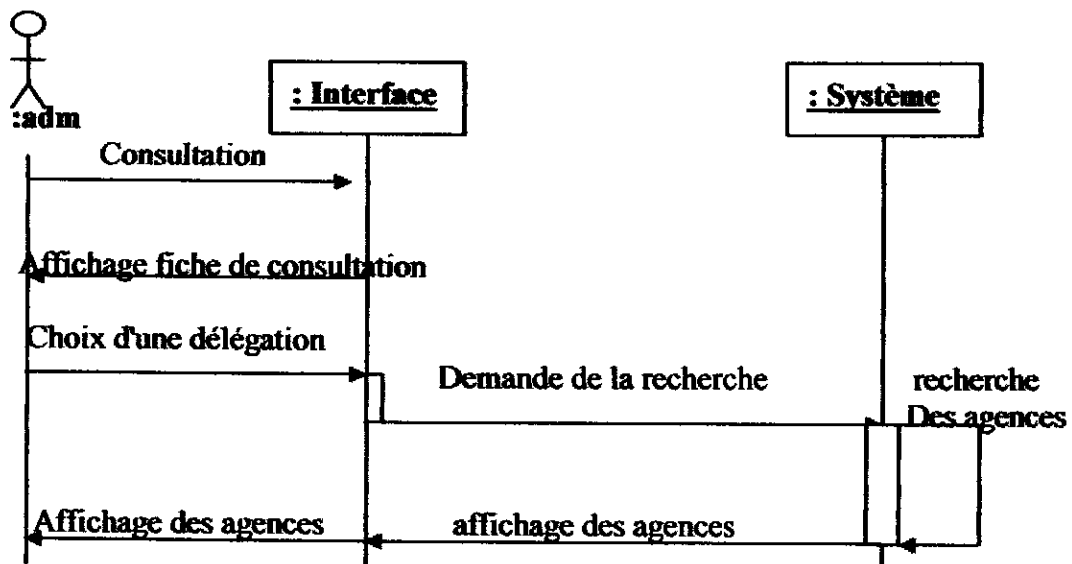 : Interface
: Système
:adm
Consultation
Affichage fiche de consultation
Choix d'une délégation
Demande de la recherche
recherche
Des agences
Affichage des agences
affichage des agences